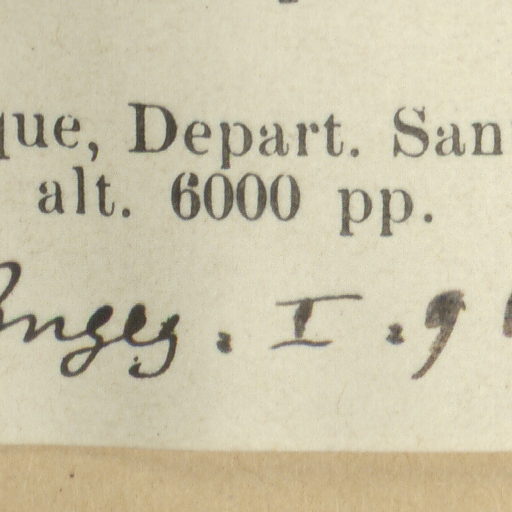 que, Depart. San
alt. 6000 pp.
. I . 9